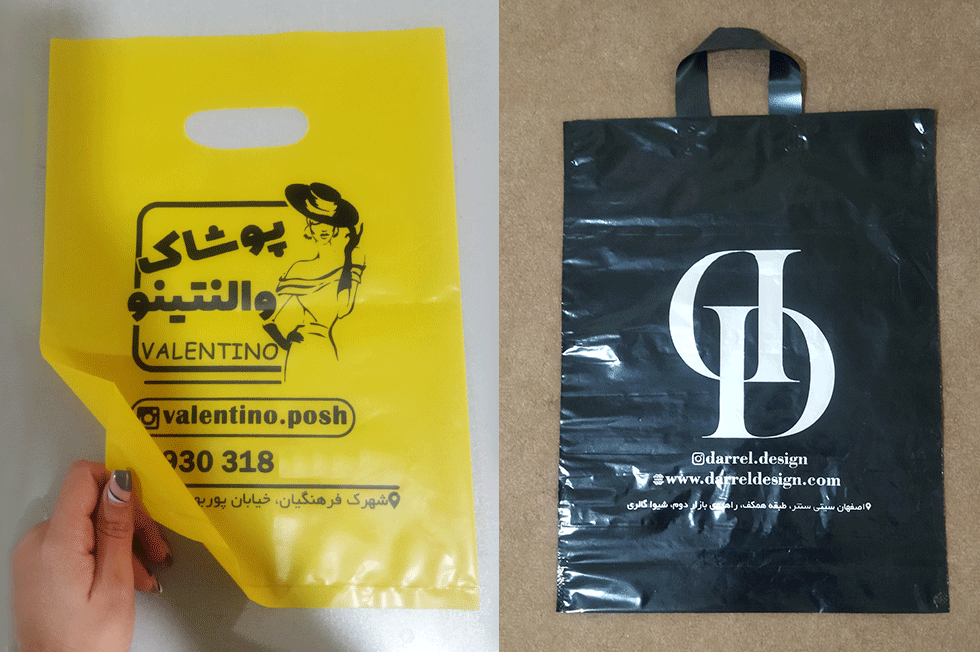 پوشاک
والنتینو
VALENTINO
valentino.posh
930 318
شهرک فرهنگیان، خیابان
darrel.design
www.darreldesign.com
اصفهان سیتی سنتر، طبقه همکف، راهروی بازار دوم، شیوا گالری